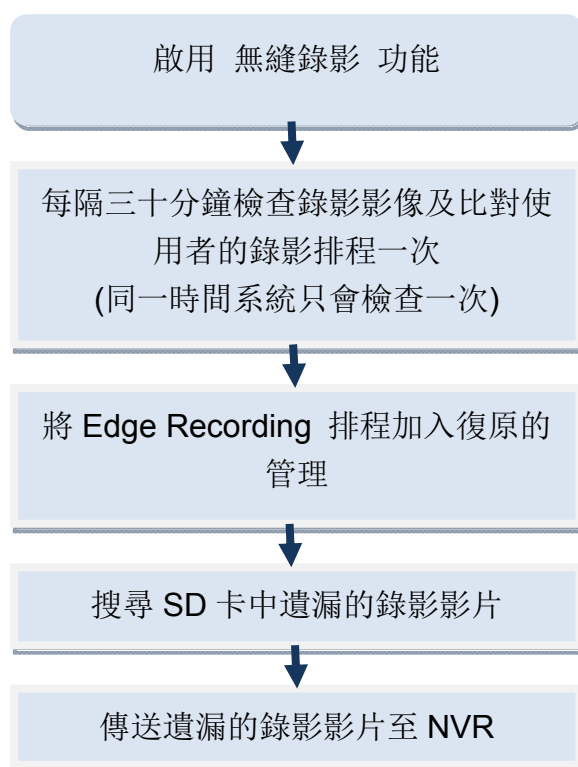 啟用 無縫錄影 功能
每隔三十分鐘檢查錄影影像及比對使
用者的錄影排程一次
(同一時間系統只會檢查一次)
將 Edge Recording 排程加入復原的
管理
搜尋 SD 卡中遺漏的錄影影片
傳送遺漏的錄影影片至 NVR